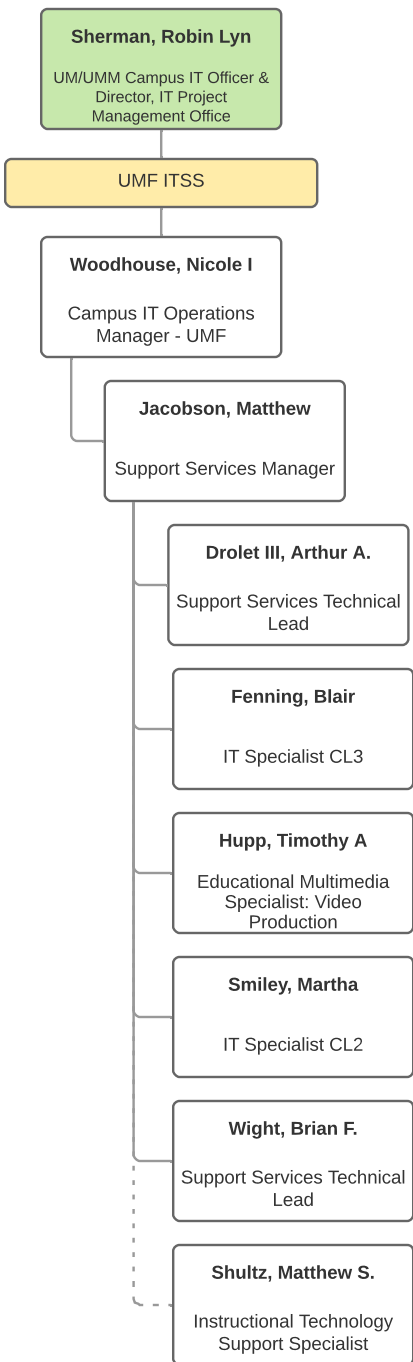 Sherman, Robin Lyn
UM/UMM Campus IT Officer &
Director, IT Project
Management Office
UMF ITSS
Woodhouse, Nicole I
Campus IT Operations
Manager - UMF
Jacobson, Matthew
Support Services Manager
Drolet III, Arthur A.
Support Services Technical
Lead
Fenning, Blair
IT Specialist CL3
Hupp, Timothy A
Educational Multimedia
Specialist: Video
Production
Smiley, Martha
IT Specialist CL2
Wight, Brian F.
Support Services Technical
Lead
Shultz, Matthew S.
Instructional Technology
Support Specialist